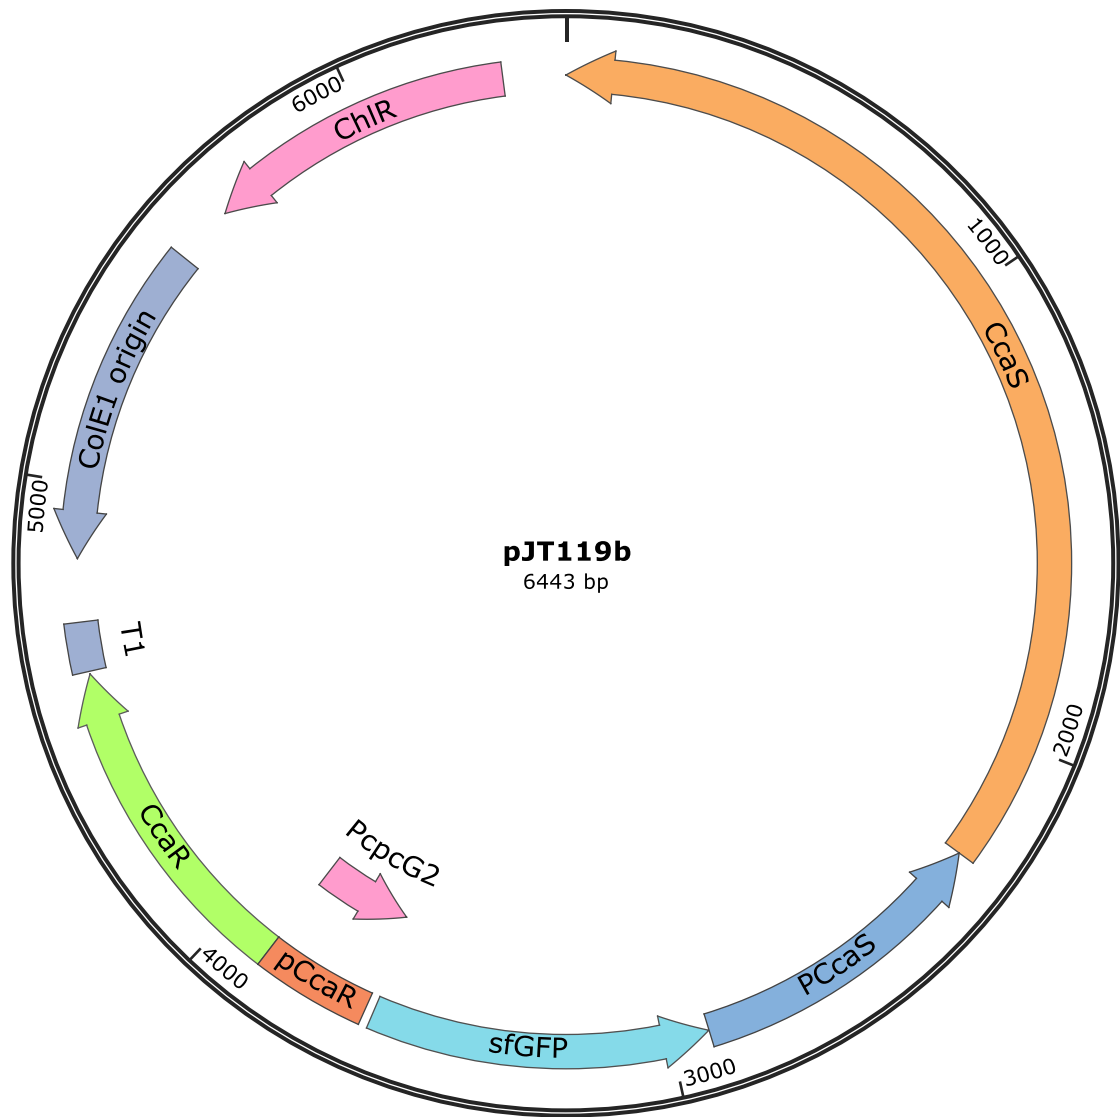 pJT119b
6443 bp
CcaS
1000
2000
PCcaS
3000
sfGFP
PcpcG2
pCcaR
4000
CcaR
T1
5000
ColE1 origin
ChlR
6000